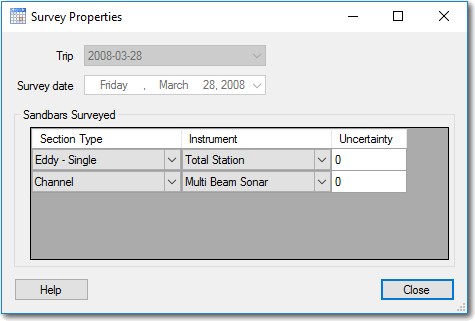 Survey Properties
Trip 2008-03-28
Survey date Friday , March 28, 2008
Sandbars Surveyed
Section Type Instrument Uncertainty
Eddy - Single Total Station 0
Channel Multi Beam Sonar 0
Help Close